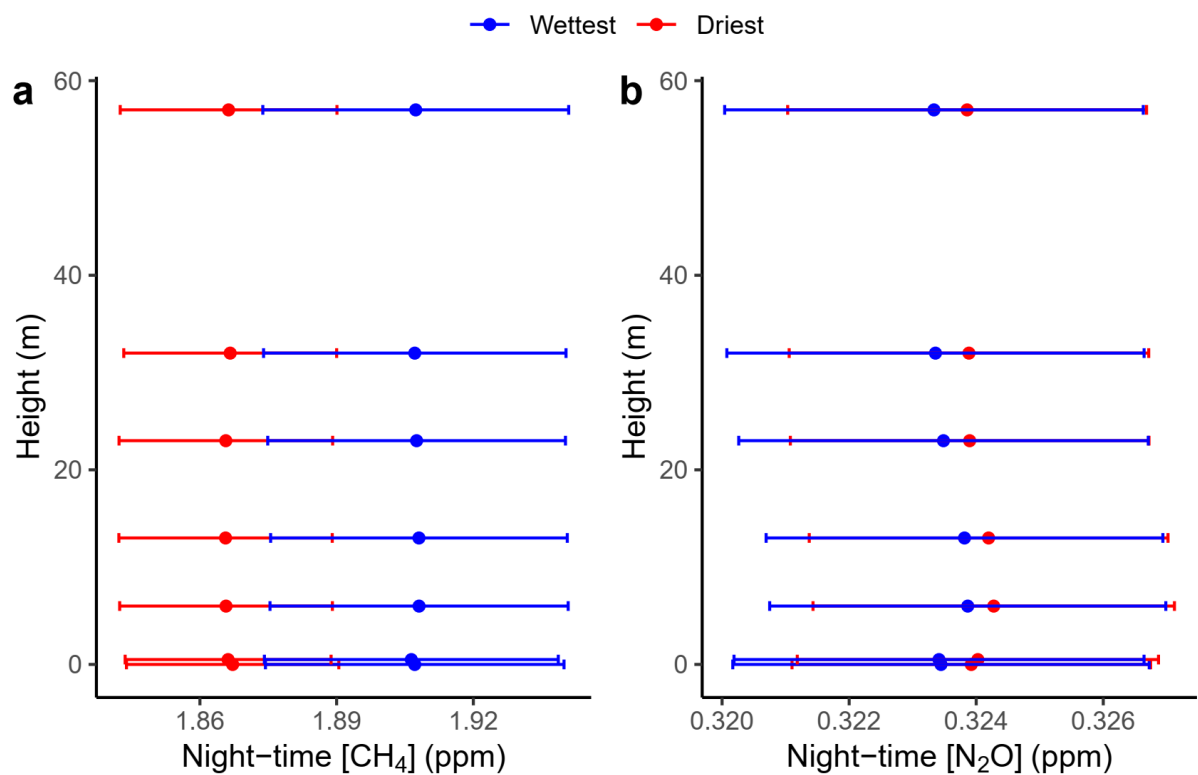 Wettest Driest
a
b
60
40
20
0
Height (m)
1.86 1.89 1.92
Night−time [CH₄] (ppm)
60
40
20
0
Height (m)
0.320 0.322 0.324 0.326
Night−time [N₂O] (ppm)